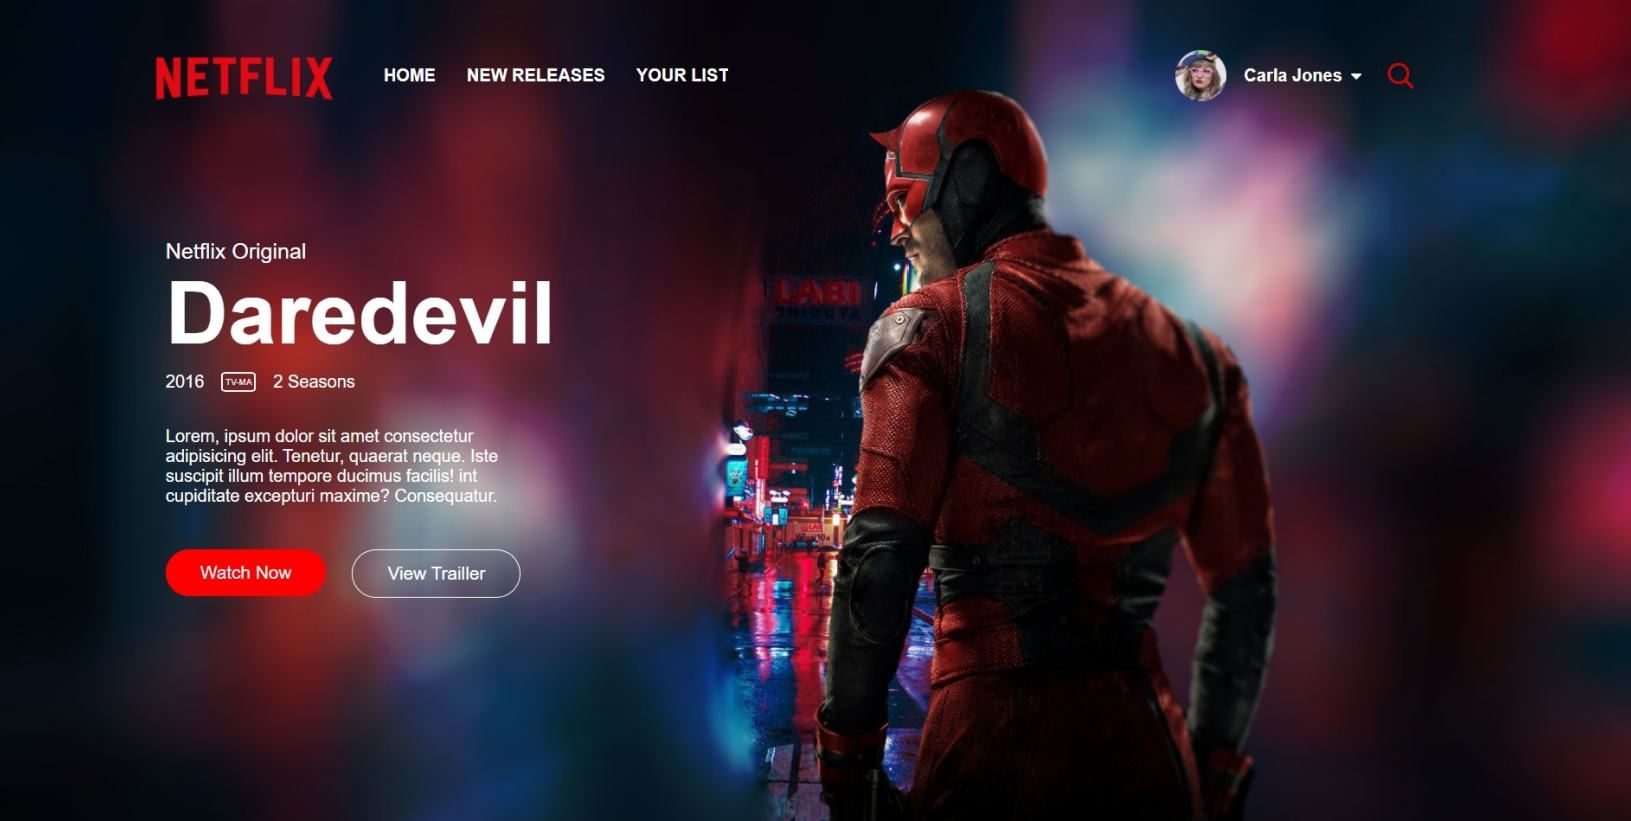 NETFLIX HOME NEW RELEASES YOUR LIST Carla Jones
Netflix Original
Daredevil
2016 TV-MA 2 Seasons
Lorem, ipsum dolor sit amet consectetur
adipisicing elit. Tenetur, quaerat neque. Iste
suscipit illum tempore ducimus facilis! int
cupiditate excepturi maxime? Consequatur.
Watch Now View Trailler
LABI
SHIBUYA